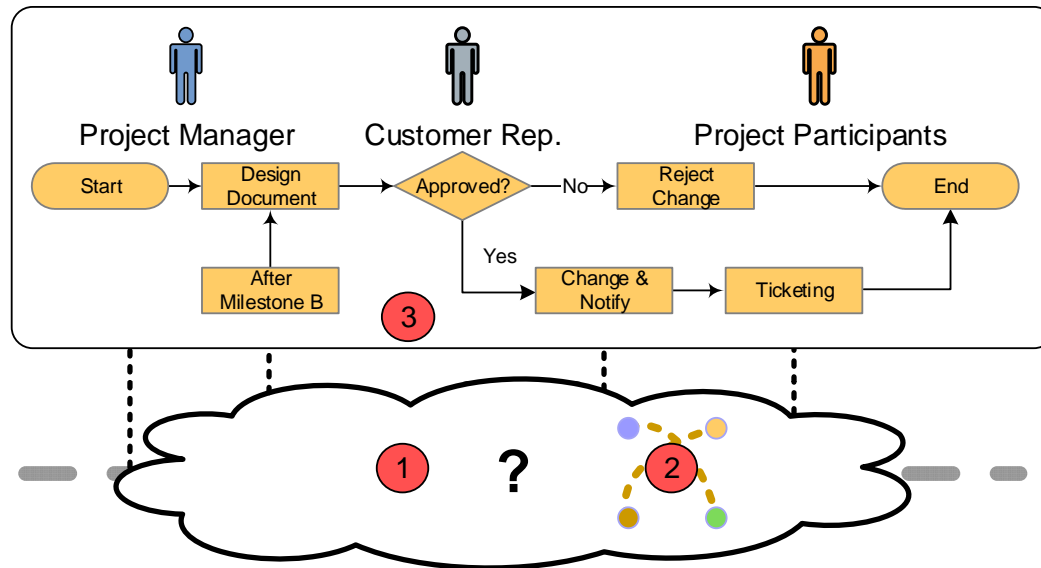 Project Manager
Customer Rep.
Project Participants
Start
Design
Document
Approved?
No
Reject
Change
End
Yes
After
Milestone B
Change &
Notify
Ticketing
3
1
?
2